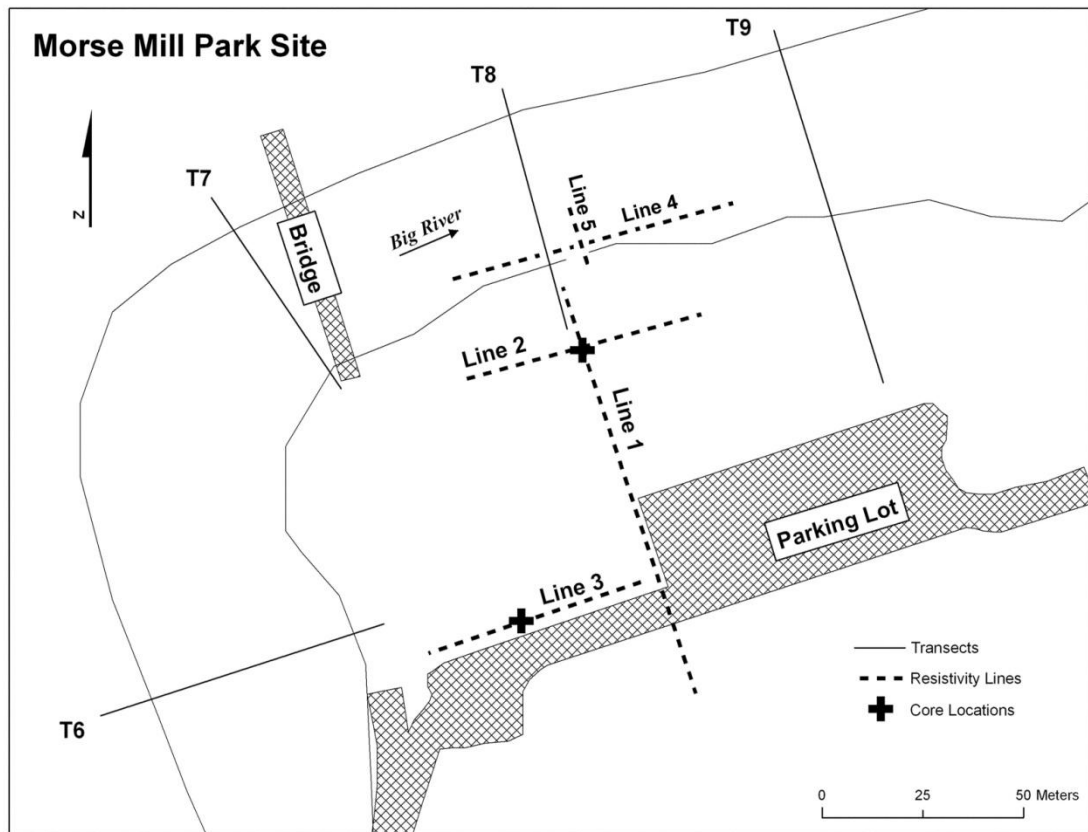 Morse Mill Park Site
T9
T8
T7
N
Bridge
Big River
Line 5
Line 4
Line 2
Line 1
Parking Lot
Line 3
T6
Transects
Resistivity Lines
Core Locations
0 25 50 Meters